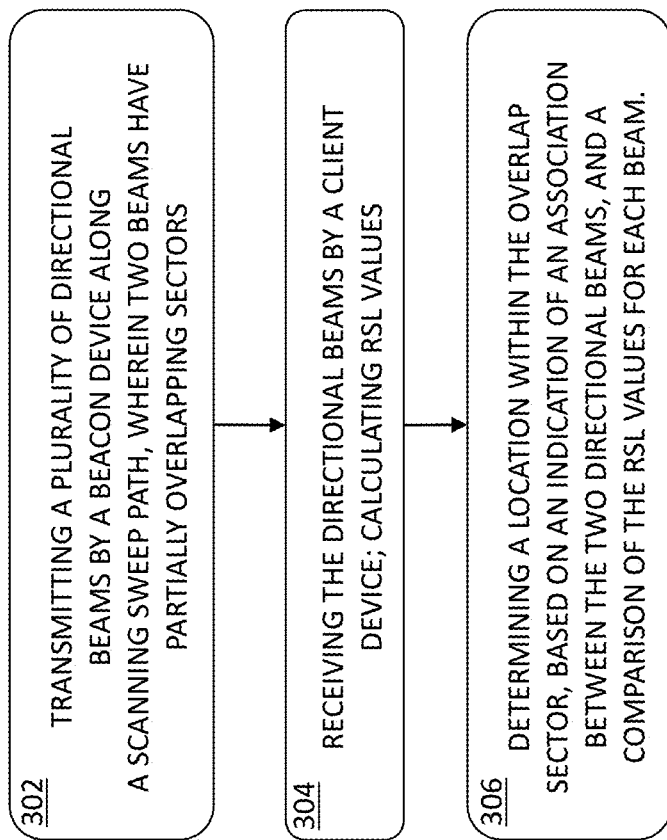 302
TRANSMITTING A PLURALITY OF DIRECTIONAL
BEAMS BY A BEACON DEVICE ALONG
A SCANNING SWEEP PATH, WHEREIN TWO BEAMS HAVE
PARTIALLY OVERLAPPING SECTORS
304
RECEIVING THE DIRECTIONAL BEAMS BY A CLIENT
DEVICE; CALCULATING RSL VALUES
306
DETERMINING A LOCATION WITHIN THE OVERLAP
SECTOR, BASED ON AN INDICATION OF AN ASSOCIATION
BETWEEN THE TWO DIRECTIONAL BEAMS, AND A
COMPARISON OF THE RSL VALUES FOR EACH BEAM.